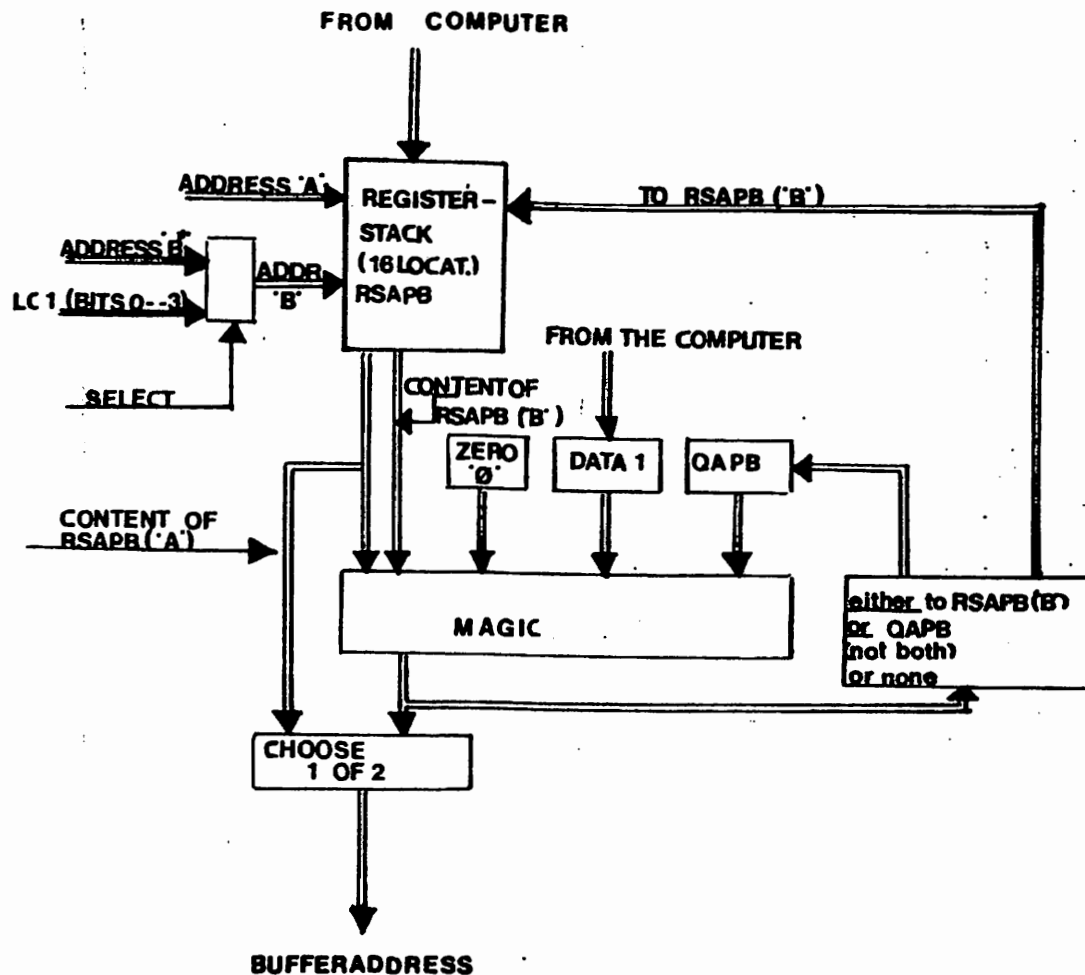 FROM COMPUTER
ADDRESS 'A'
REGISTER-
STACK
(16 LOCAT.)
RSAPB
TO RSAPB ('B')
ADDRESS 'B'
ADDR
'B'
LC 1 (BITS 0--3)
SELECT
FROM THE COMPUTER
CONTENT OF
RSAPB ('B')
ZERO
'Ø'
DATA 1
QAPB
CONTENT OF
RSAPB ('A')
MAGIC
either to RSAPB('B')
or QAPB
(not both)
or none
CHOOSE
1 OF 2
BUFFERADDRESS